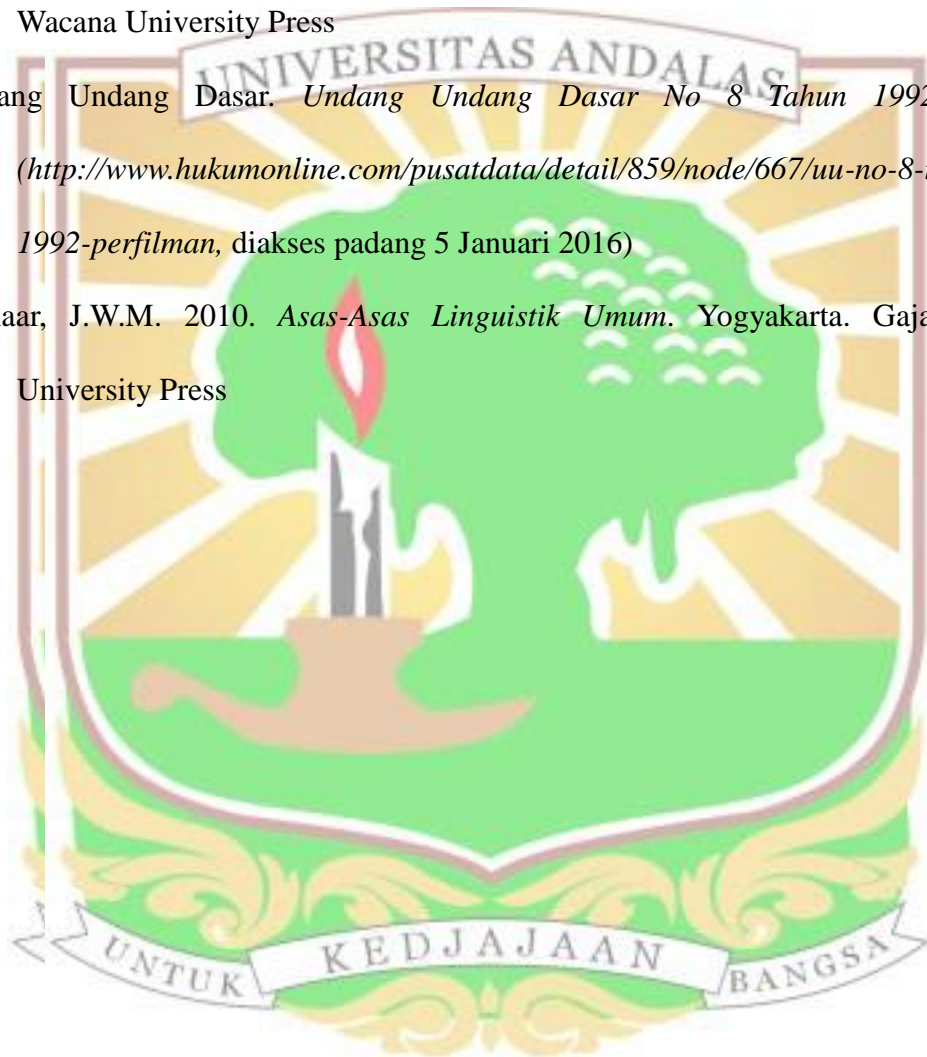 Wacana University Press
UNIVERSITAS ANDALAS
ang Undang Dasar. Undang Undang Dasar No 8 Tahun 1992
(http://www.hukumonline.com/pusatdata/detail/859/node/667/uu-no-8-
1992-perfilman, diakses padang 5 Januari 2016)
aar, J.W.M. 2010. Asas-Asas Linguistik Umum. Yogyakarta. Gaja
University Press
UNTUK KEDJAJAAN BANGSA